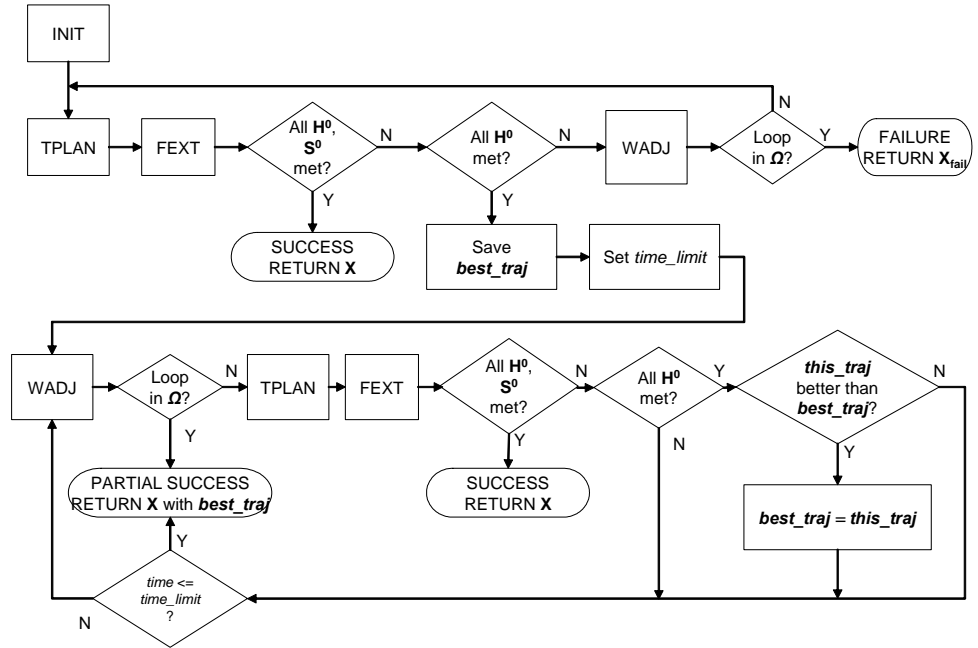 INIT
TPLAN
FEXT
All H⁰,
S⁰
met?
N
Y
SUCCESS
RETURN X
All H⁰
met?
N
Y
WADJ
Loop
in Ω?
N
Y
FAILURE
RETURN X_fail
Save
best_traj
Set time_limit
WADJ
Loop
in Ω?
N
Y
TPLAN
FEXT
All H⁰,
S⁰
met?
N
Y
All H⁰
met?
Y
N
this_traj
better than
best_traj?
N
Y
PARTIAL SUCCESS
RETURN X with best_traj
SUCCESS
RETURN X
best_traj = this_traj
Y
time <=
time_limit
?
N